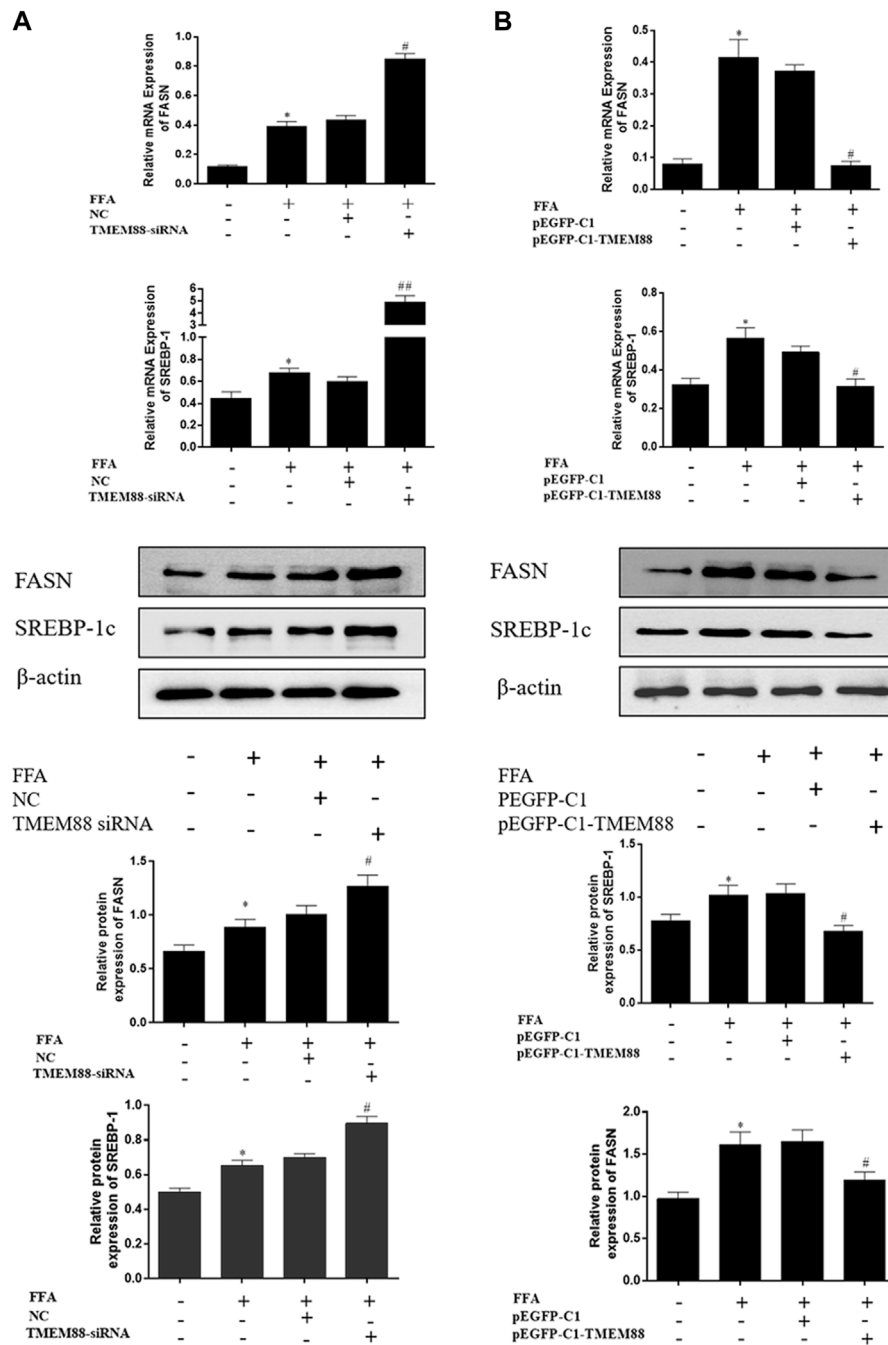 A
Relative mRNA Expression
of FASN
1.0
0.8
0.6
0.4
0.2
0.0
*
#
FFA - + + +
NC - - + -
TMEM88-siRNA - - - +
Relative mRNA Expression
of SREBP-1
6
5
4
3
1.0
0.8
0.6
0.4
0.2
0.0
*
##
FFA - + + +
NC - - + -
TMEM88-siRNA - - - +
FASN
SREBP-1c
β-actin
- + + +
FFA
NC - - + -
TMEM88 siRNA - - - +
Relative protein
expression of FASN
1.5
1.0
0.5
0.0
*
#
FFA - + + +
NC - - + -
TMEM88-siRNA - - - +
Relative protein
expression of SREBP-1
1.0
0.8
0.6
0.4
0.2
0.0
*
#
FFA - + + +
NC - - + -
TMEM88-siRNA - - - +
B
Relative mRNA Expression
of FASN
0.5
0.4
0.3
0.2
0.1
0.0
*
#
FFA - + + +
pEGFP-C1 - - + -
pEGFP-C1-TMEM88 - - - +
Relative mRNA Expression
of SREBP-1
0.8
0.6
0.4
0.2
0.0
*
#
FFA - + + +
pEGFP-C1 - - + -
pEGFP-C1-TMEM88 - - - +
FASN
SREBP-1c
β-actin
- + + +
FFA
PEGFP-C1 - - + -
pEGFP-C1-TMEM88 - - - +
Relative protein
expression of SREBP-1
1.5
1.0
0.5
0.0
*
#
FFA - + + +
pEGFP-C1 - - + -
pEGFP-C1-TMEM88 - - - +
Relative protein
expression of FASN
2.0
1.5
1.0
0.5
0.0
*
#
FFA - + + +
pEGFP-C1 - - + -
pEGFP-C1-TMEM88 - - - +